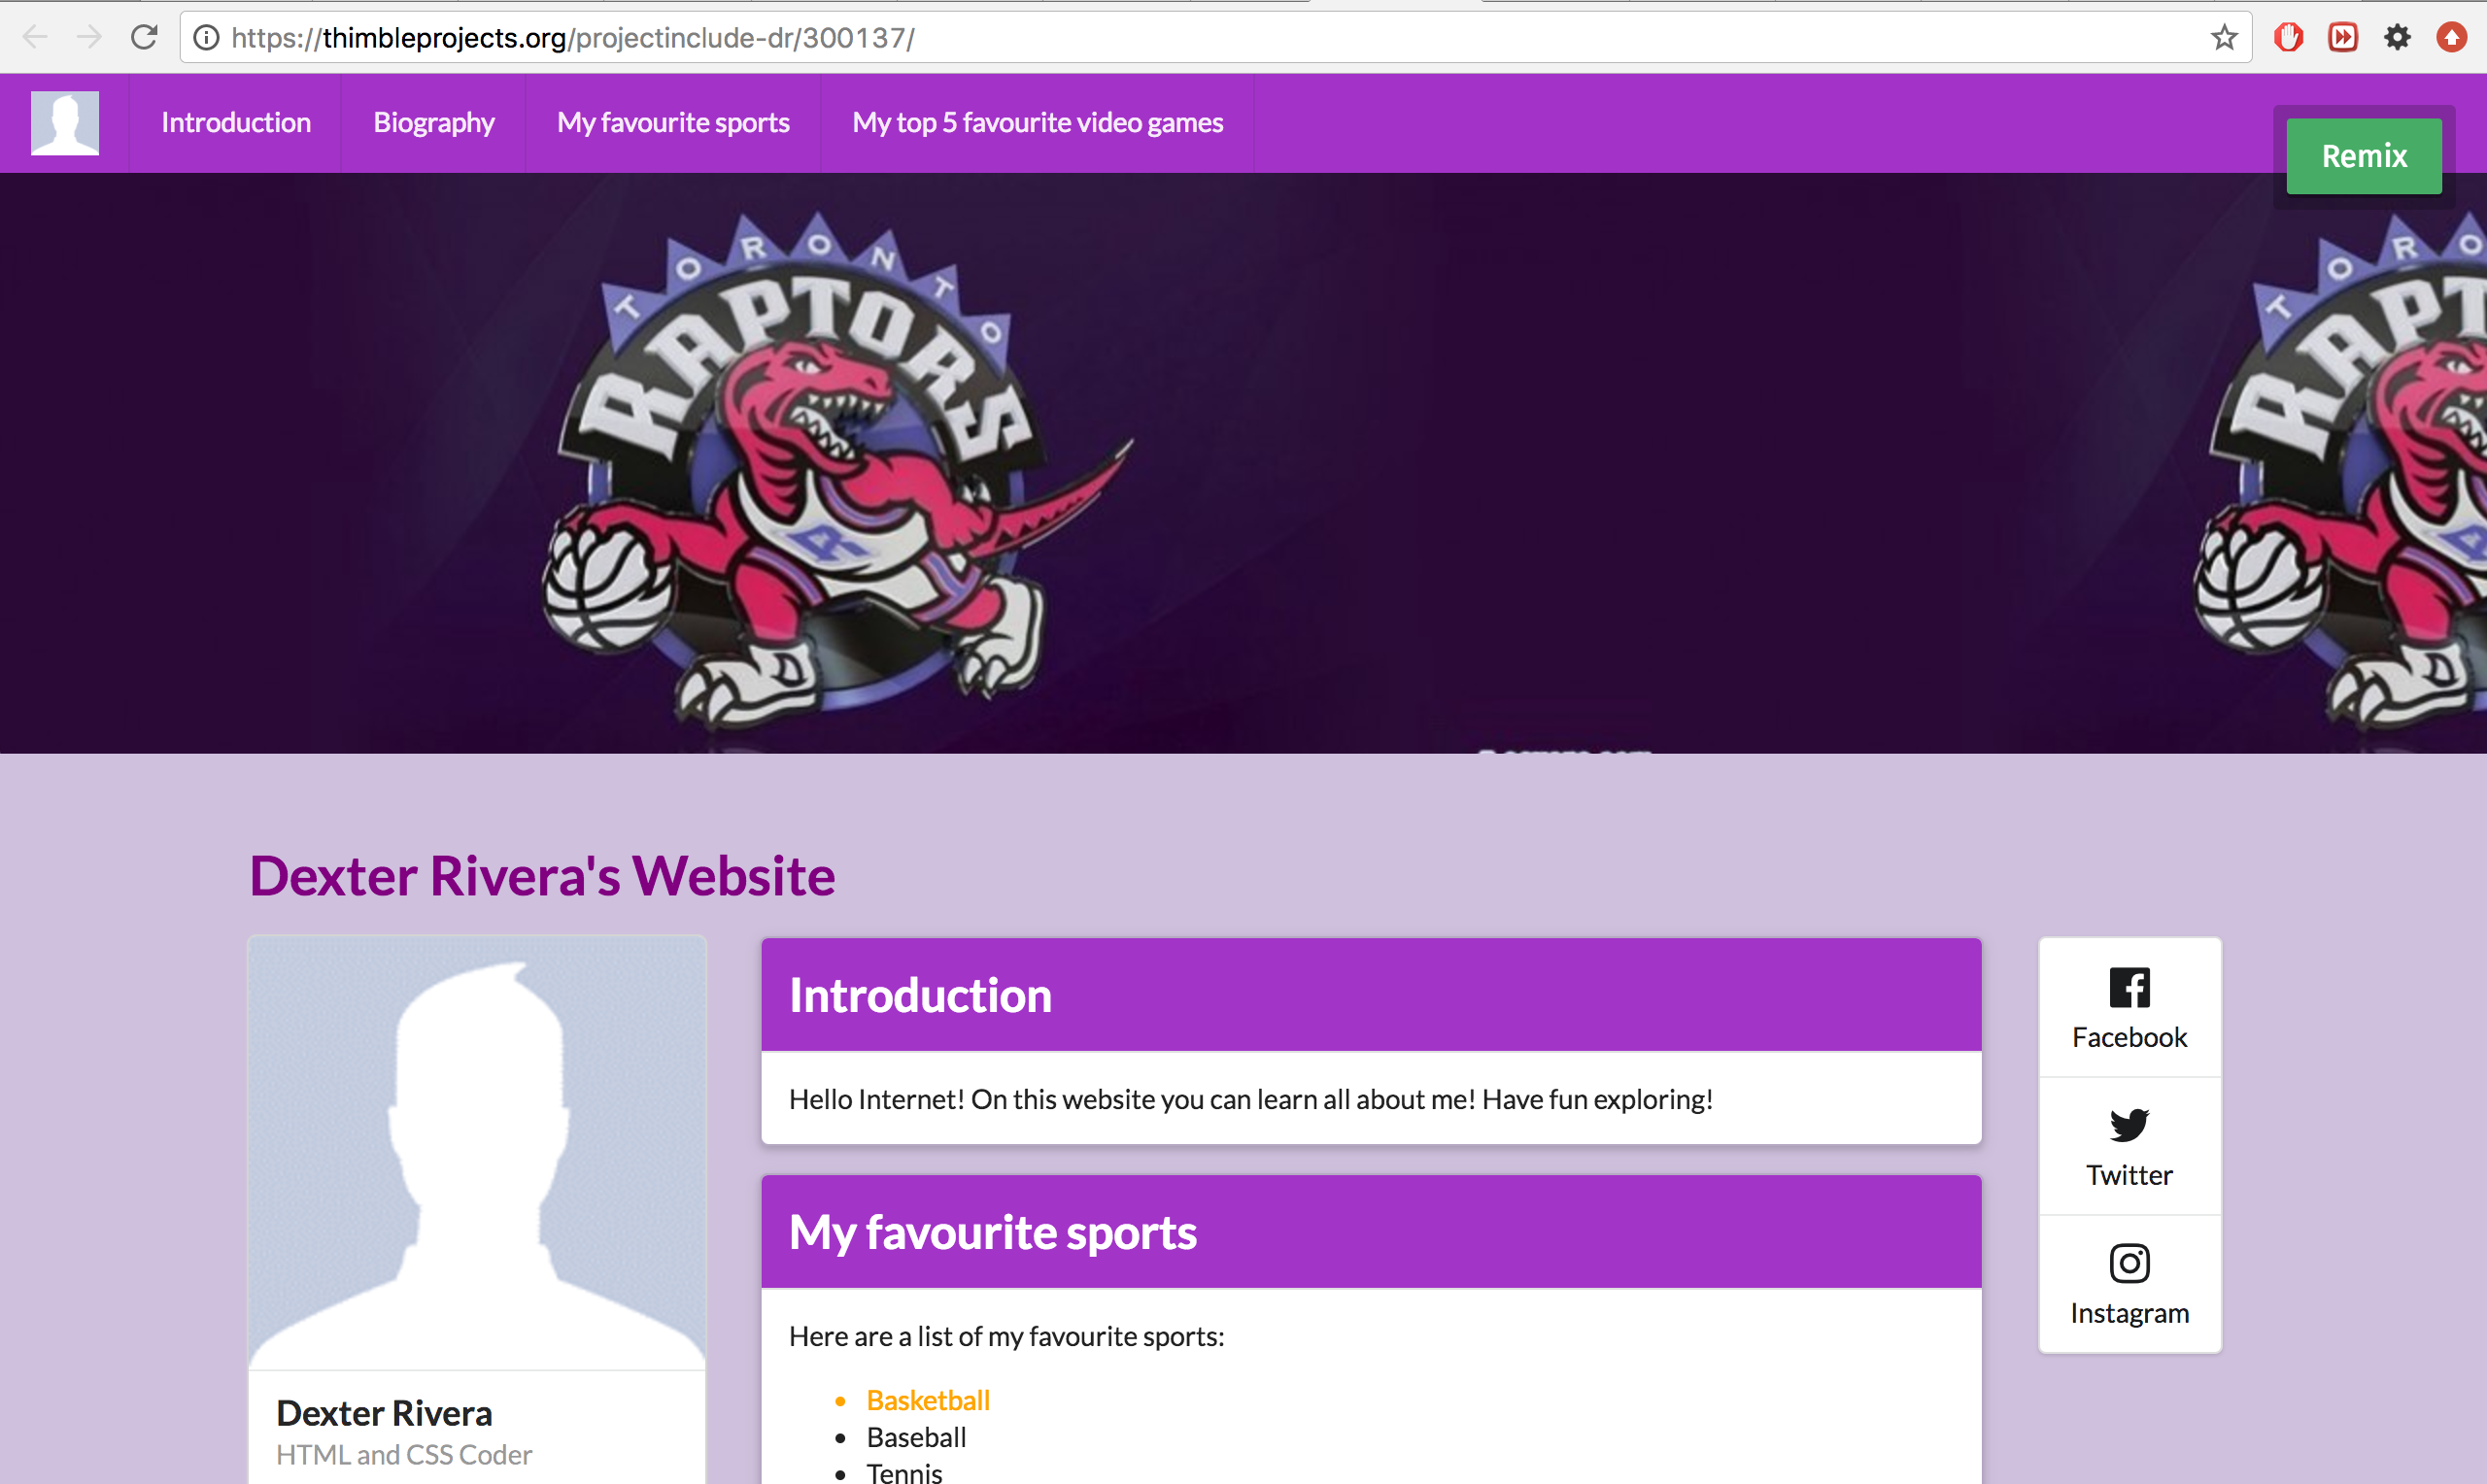 https://thimbleprojects.org/projectinclude-dr/300137/
Introduction
Biography
My favourite sports
My top 5 favourite video games
Remix
TORONTO
RAPTORS
TORO
RAPT
Dexter Rivera's Website
Introduction
Hello Internet! On this website you can learn all about me! Have fun exploring!
My favourite sports
Here are a list of my favourite sports:
Basketball
Baseball
Tennis
Dexter Rivera
HTML and CSS Coder
Facebook
Twitter
Instagram